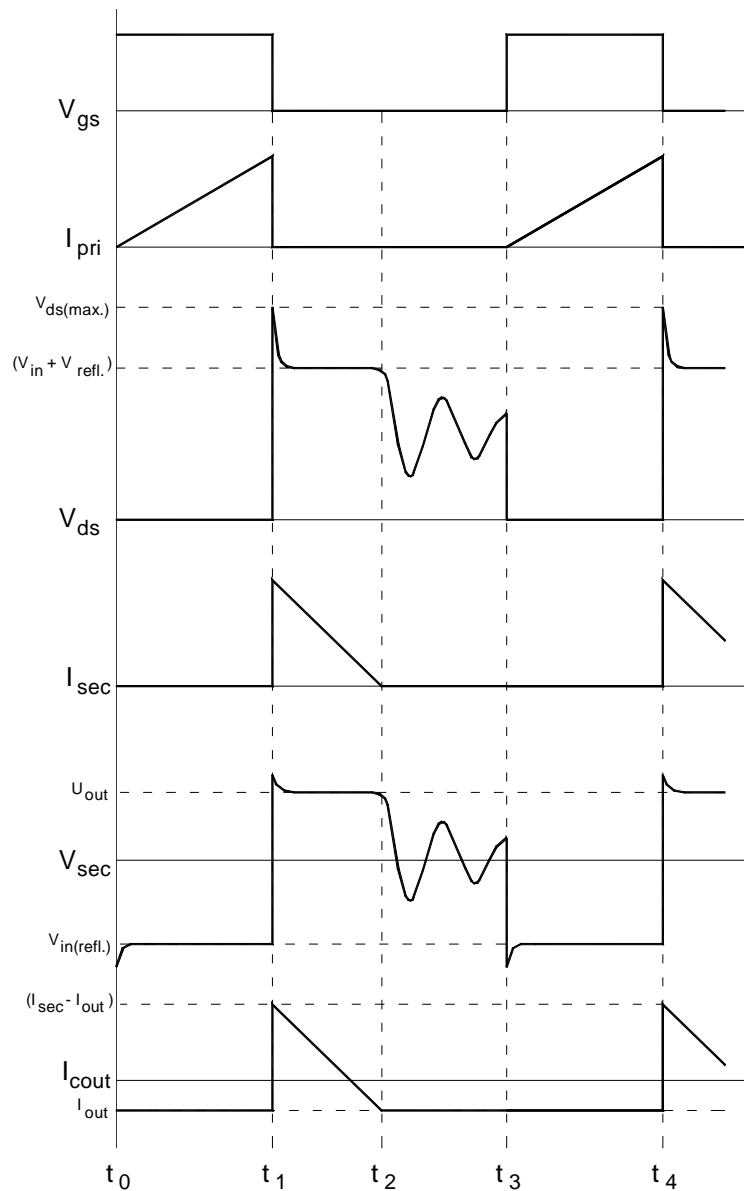 V gs
I pri
V ds(max.)
(V in + V refl.)
V ds
I sec
U out
V sec
V in(refl.)
(I sec - I out)
I cout
I out
t 0 t 1 t 2 t 3 t 4